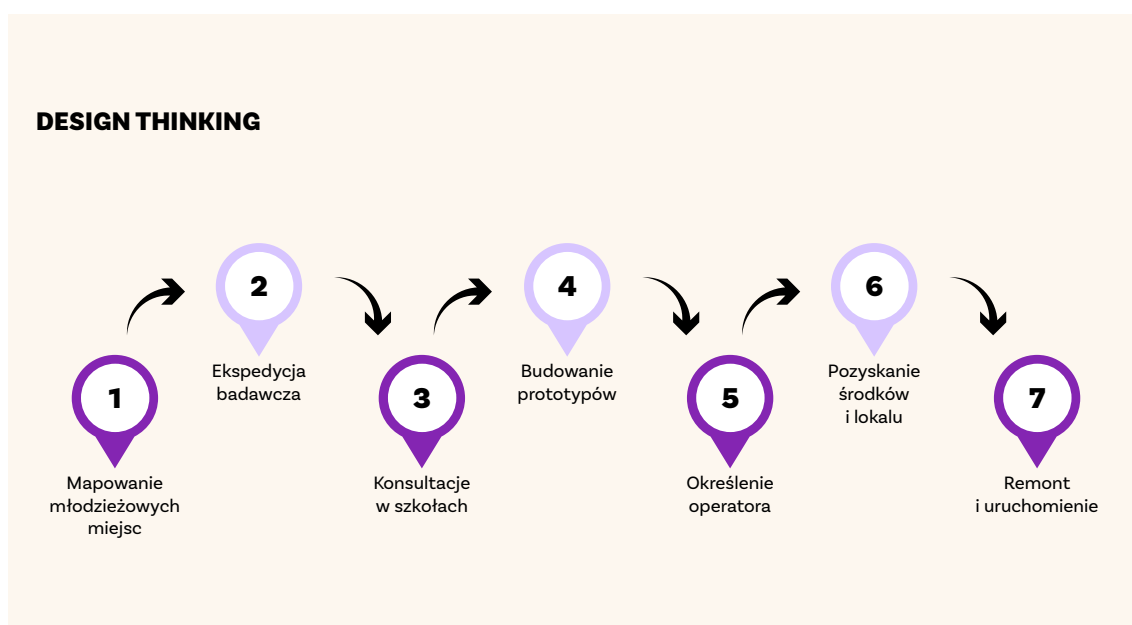 DESIGN THINKING
1
Mapowanie
młodzieżowych
miejsc
2
Ekspedycja
badawcza
3
Konsultacje
w szkołach
4
Budowanie
prototypów
5
Określenie
operatora
6
Pozyskanie
środków
i lokalu
7
Remont
i uruchomienie